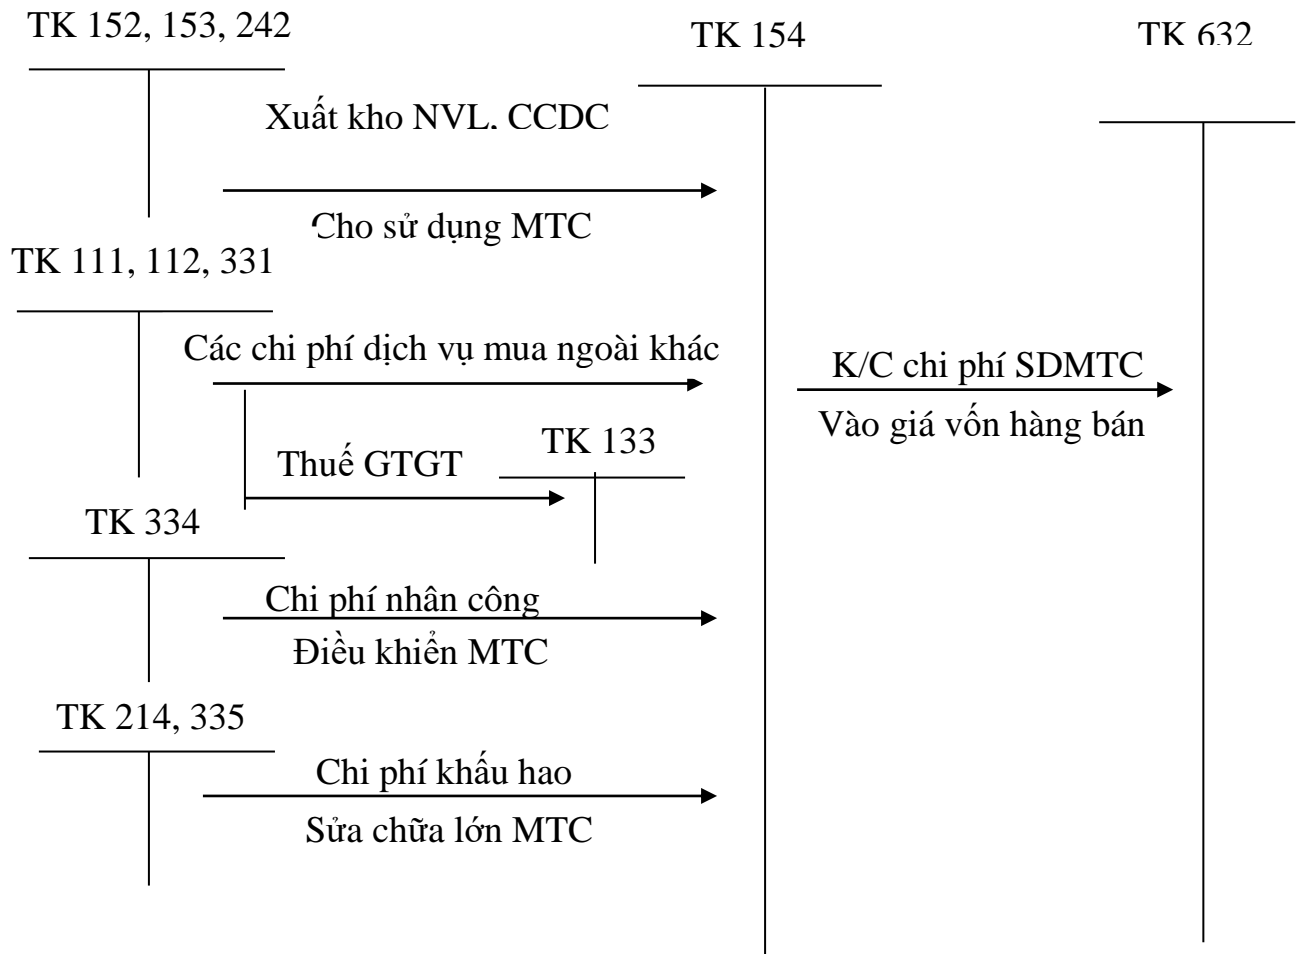 TK 152, 153, 242
TK 154
TK 632
Xuất kho NVL, CCDC
Cho sử dụng MTC
TK 111, 112, 331
Các chi phí dịch vụ mua ngoài khác
K/C chi phí SDMTC
Vào giá vốn hàng bán
TK 133
Thuế GTGT
TK 334
Chi phí nhân công
Điều khiển MTC
TK 214, 335
Chi phí khấu hao
Sửa chữa lớn MTC